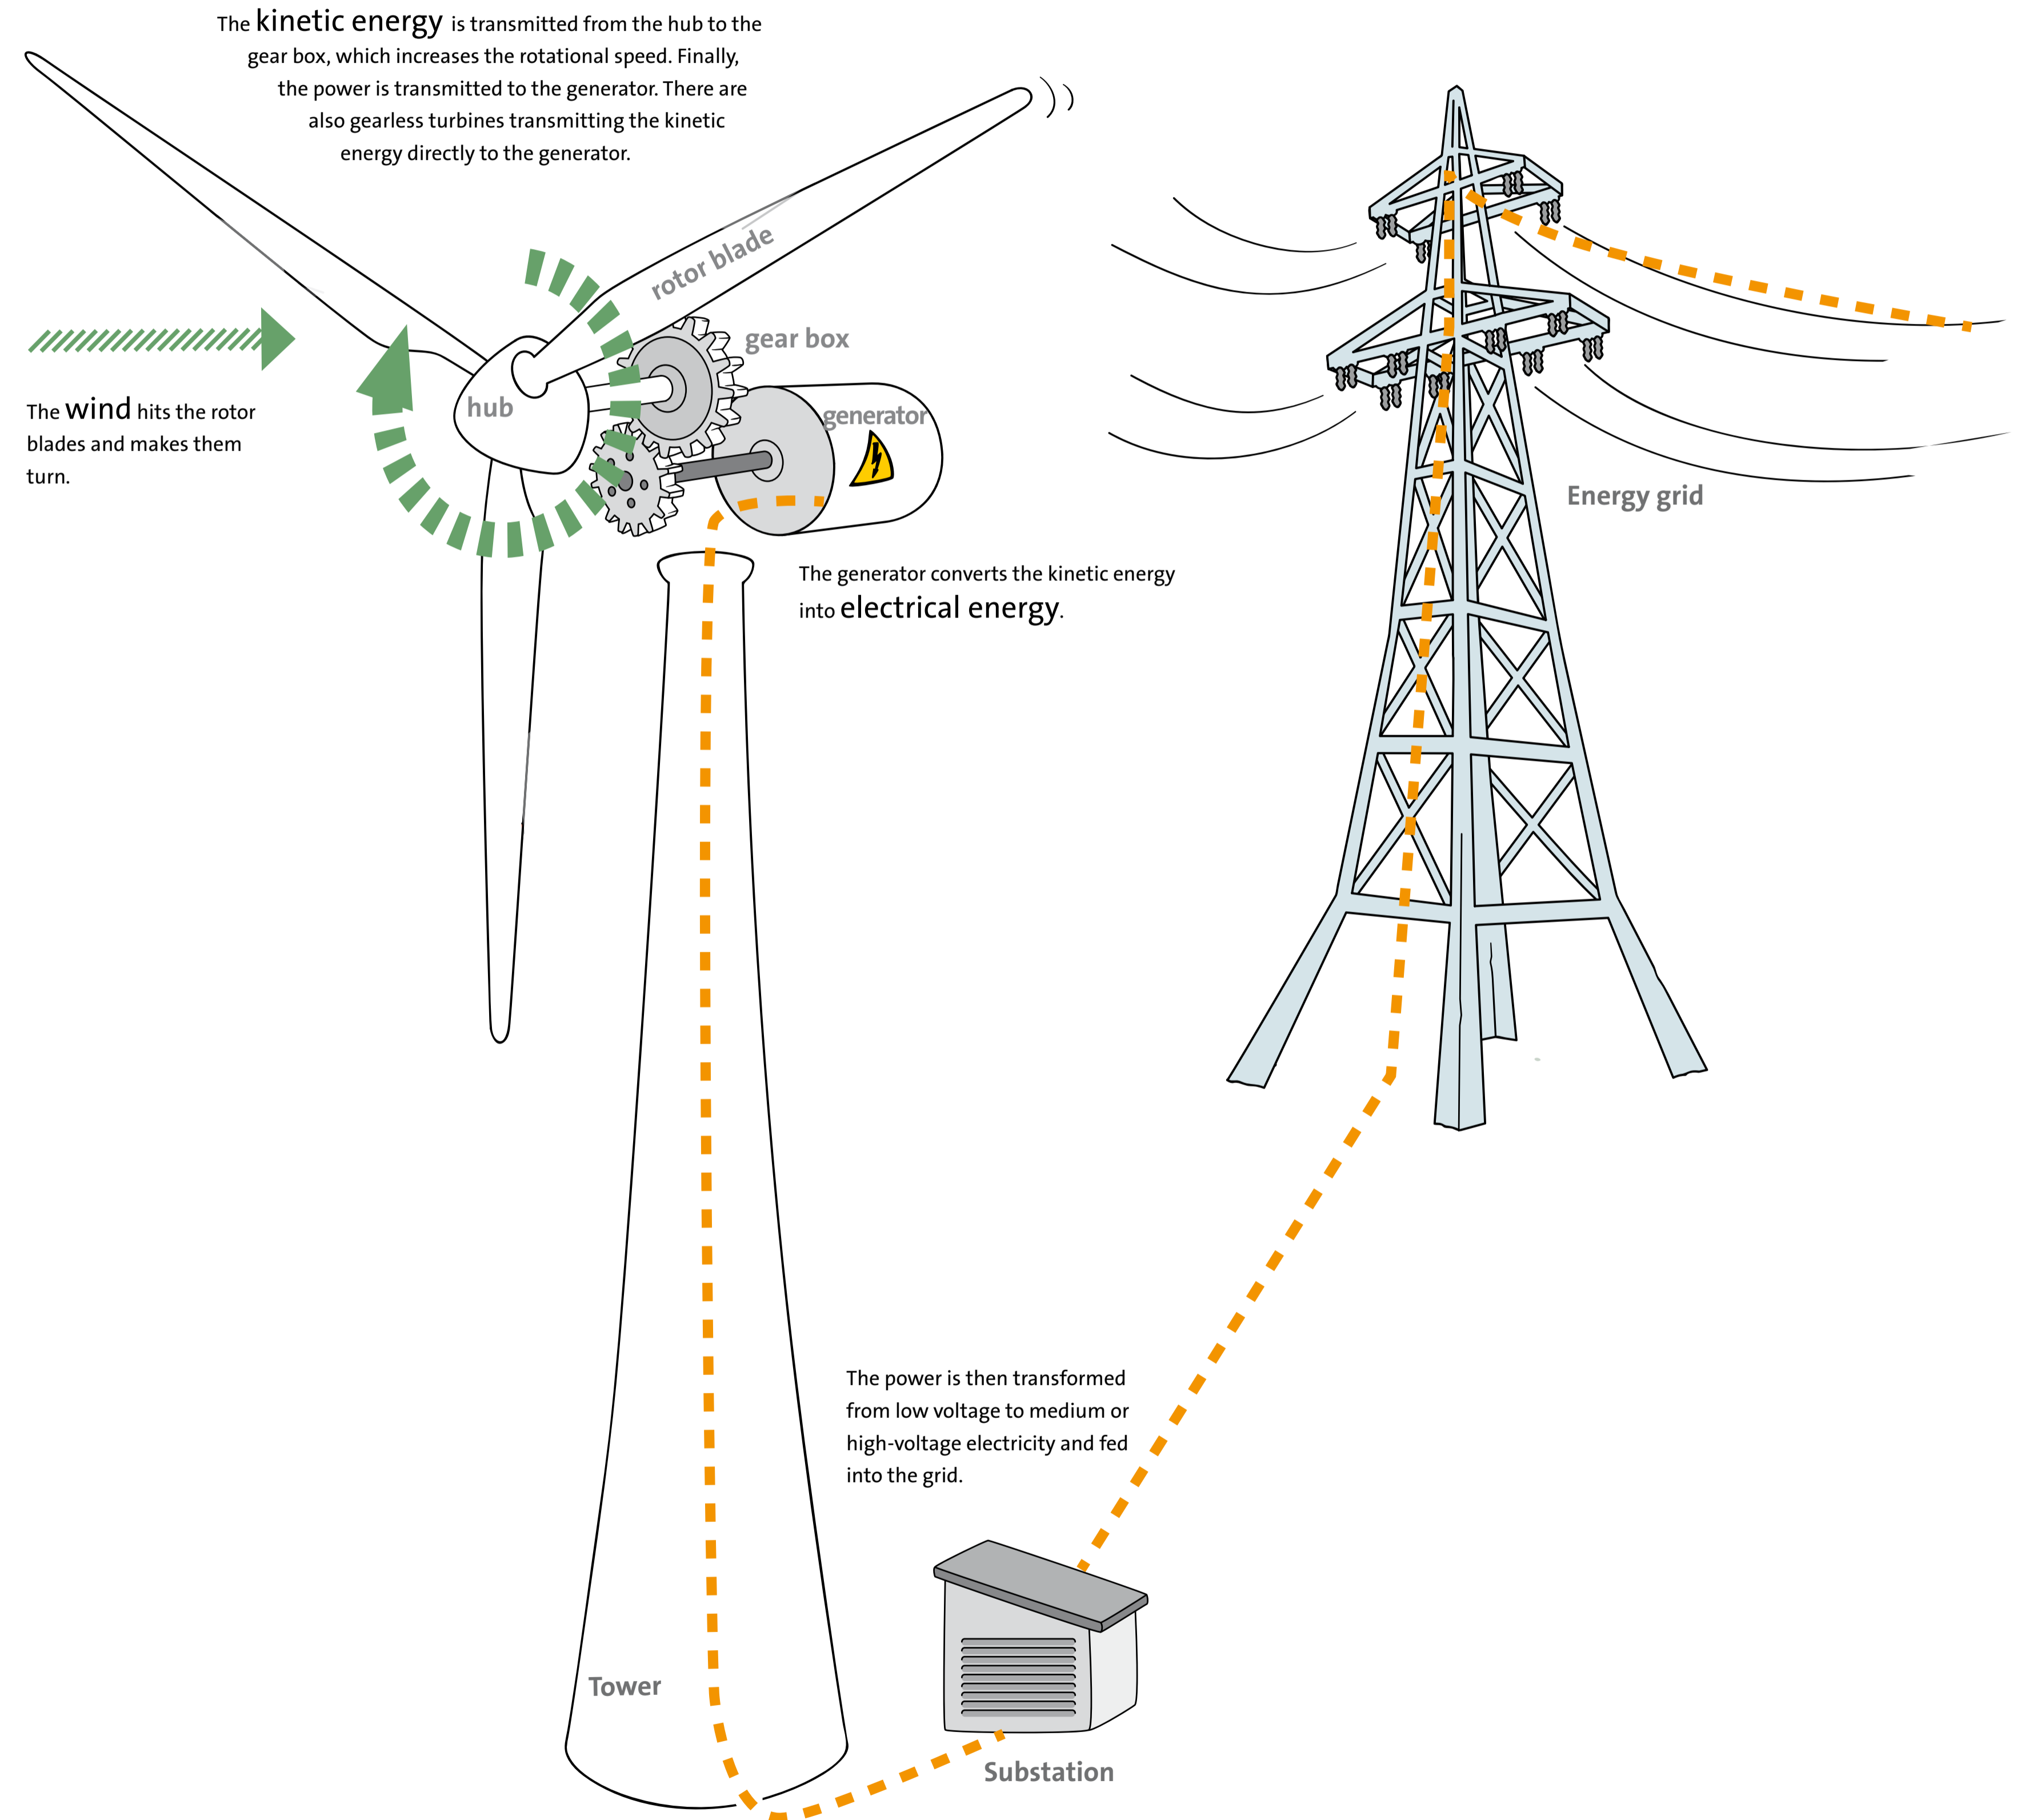 The kinetic energy is transmitted from the hub to the
gear box, which increases the rotational speed. Finally,
the power is transmitted to the generator. There are
also gearless turbines transmitting the kinetic
energy directly to the generator.
rotor blade
gear box
hub
generator
The wind hits the rotor
blades and makes them
turn.
Energy grid
The generator converts the kinetic energy
into electrical energy.
The power is then transformed
from low voltage to medium or
high-voltage electricity and fed
into the grid.
Tower
Substation